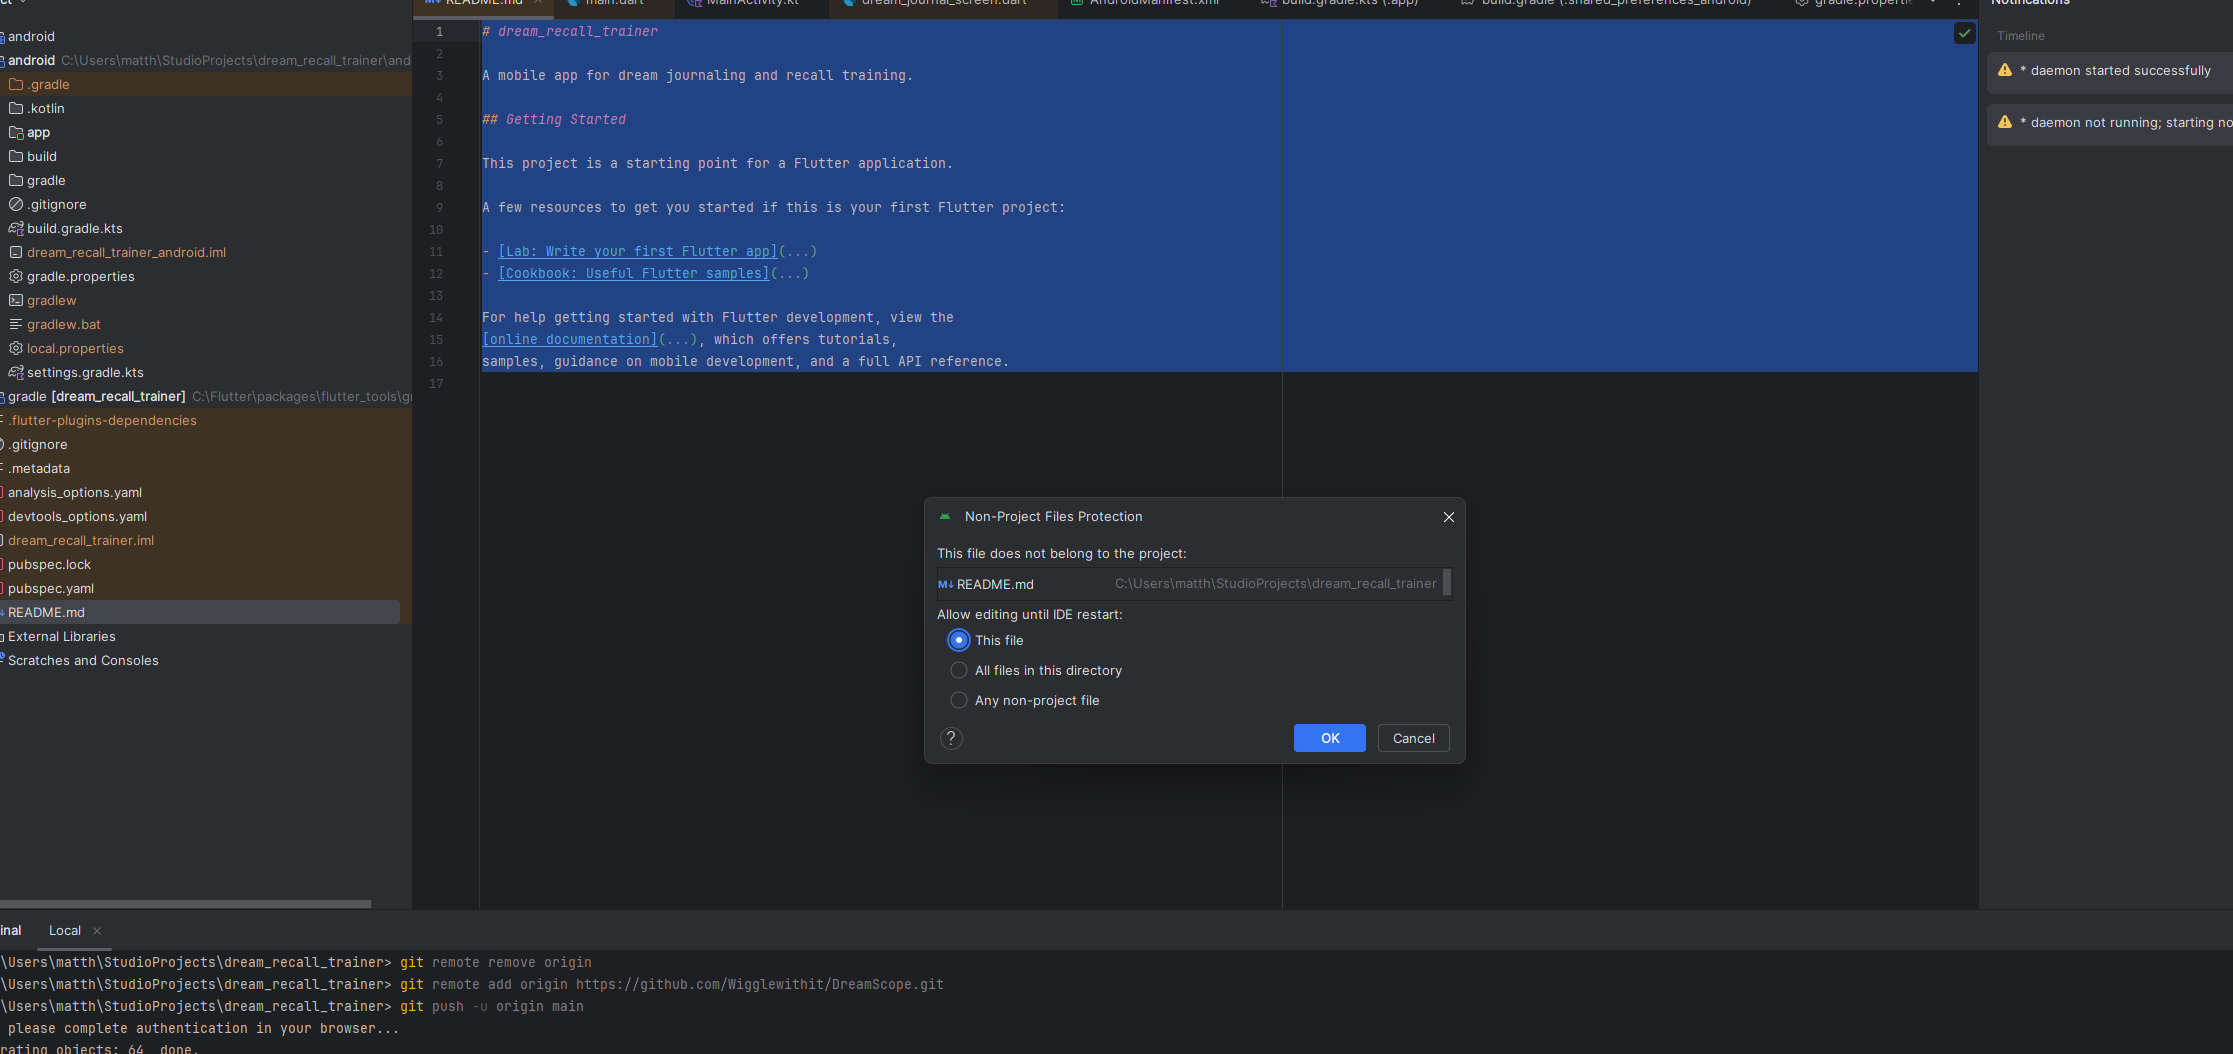 README.md
main.dart
MainActivity.kt
dream_journal_screen.dart
AndroidManifest.xml
build.gradle.kts (:app)
build.gradle (:shared_preferences_android)
Notifications
android
android C:\Users\matth\StudioProjects\dream_recall_trainer\and
.gradle
.kotlin
app
build
gradle
.gitignore
build.gradle.kts
dream_recall_trainer_android.iml
gradle.properties
gradlew
gradlew.bat
local.properties
settings.gradle.kts
gradle [dream_recall_trainer] C:\Flutter\packages\flutter_tools\gr
.flutter-plugins-dependencies
.gitignore
.metadata
analysis_options.yaml
devtools_options.yaml
dream_recall_trainer.iml
pubspec.lock
pubspec.yaml
README.md
External Libraries
Scratches and Consoles
1 # dream_recall_trainer
2
3 A mobile app for dream journaling and recall training.
4
5 ## Getting Started
6
7 This project is a starting point for a Flutter application.
8
9 A few resources to get you started if this is your first Flutter project:
10
11 - [Lab: Write your first Flutter app](...)
12 - [Cookbook: Useful Flutter samples](...)
13
14 For help getting started with Flutter development, view the
15 [online documentation](...), which offers tutorials,
16 samples, guidance on mobile development, and a full API reference.
17
Timeline
* daemon started successfully
* daemon not running; starting no
Non-Project Files Protection
This file does not belong to the project:
M↓ README.md C:\Users\matth\StudioProjects\dream_recall_trainer
Allow editing until IDE restart:
This file
All files in this directory
Any non-project file
? OK Cancel
inal Local
\Users\matth\StudioProjects\dream_recall_trainer> git remote remove origin
\Users\matth\StudioProjects\dream_recall_trainer> git remote add origin https://github.com/Wigglewithit/DreamScope.git
\Users\matth\StudioProjects\dream_recall_trainer> git push -u origin main
please complete authentication in your browser...
rating objects: 64, done.